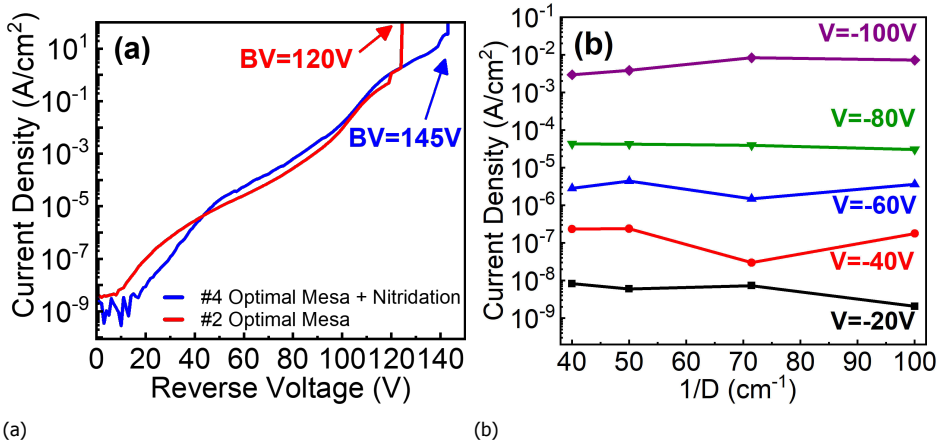 (a)
BV=120V
BV=145V
#4 Optimal Mesa + Nitridation
#2 Optimal Mesa
Current Density (A/cm²)
10¹
10⁻¹
10⁻³
10⁻⁵
10⁻⁷
10⁻⁹
0 20 40 60 80 100 120 140
Reverse Voltage (V)
(a)
(b)
V=-100V
V=-80V
V=-60V
V=-40V
V=-20V
Current Density (A/cm²)
10⁻¹
10⁻²
10⁻³
10⁻⁴
10⁻⁵
10⁻⁶
10⁻⁷
10⁻⁸
10⁻⁹
40 50 60 70 80 90 100
1/D (cm⁻¹)
(b)